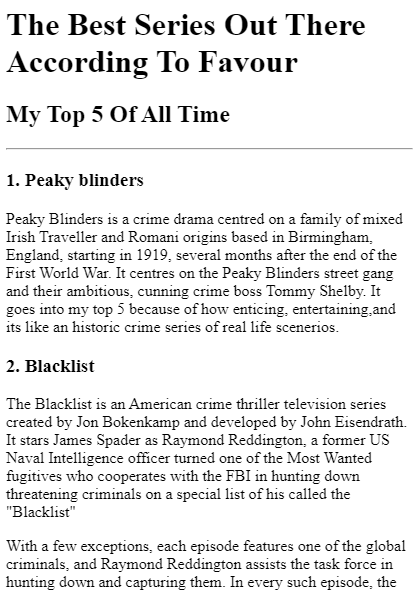 The Best Series Out There
According To Favour
My Top 5 Of All Time
1. Peaky blinders
Peaky Blinders is a crime drama centred on a family of mixed
Irish Traveller and Romani origins based in Birmingham,
England, starting in 1919, several months after the end of the
First World War. It centres on the Peaky Blinders street gang
and their ambitious, cunning crime boss Tommy Shelby. It
goes into my top 5 because of how enticing, entertaining,and
its like an historic crime series of real life scenerios.
2. Blacklist
The Blacklist is an American crime thriller television series
created by Jon Bokenkamp and developed by John Eisendrath.
It stars James Spader as Raymond Reddington, a former US
Naval Intelligence officer turned one of the Most Wanted
fugitives who cooperates with the FBI in hunting down
threatening criminals on a special list of his called the
"Blacklist"
With a few exceptions, each episode features one of the global
criminals, and Raymond Reddington assists the task force in
hunting down and capturing them. In every such episode, the